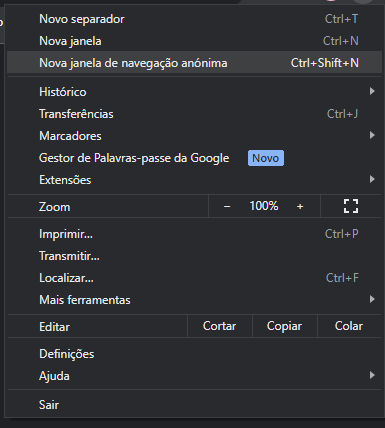 Novo separador Ctrl+T
Nova janela Ctrl+N
Nova janela de navegação anónima Ctrl+Shift+N
Histórico
Transferências Ctrl+J
Marcadores
Gestor de Palavras-passe da Google Novo
Extensões
Zoom − 100% +
Imprimir... Ctrl+P
Transmitir...
Localizar... Ctrl+F
Mais ferramentas
Editar Cortar Copiar Colar
Definições
Ajuda
Sair